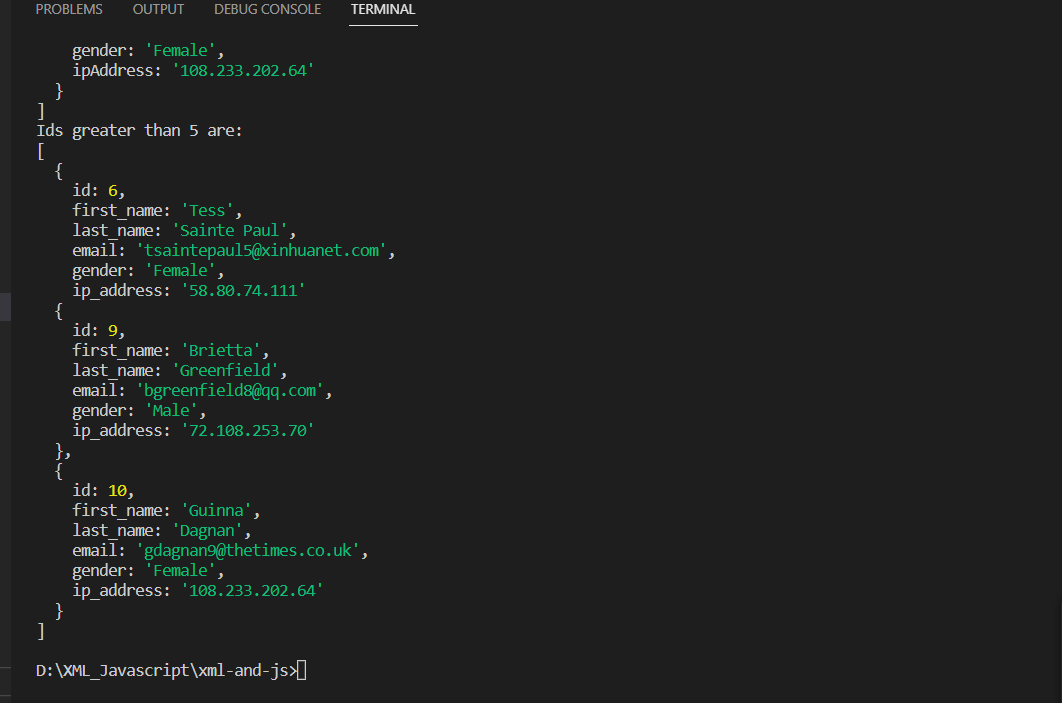 PROBLEMS OUTPUT DEBUG CONSOLE TERMINAL
    gender: 'Female',
    ipAddress: '108.233.202.64'
  }
]
Ids greater than 5 are:
[
  {
    id: 6,
    first_name: 'Tess',
    last_name: 'Sainte Paul',
    email: 'tsaintepaul5@xinhuanet.com',
    gender: 'Female',
    ip_address: '58.80.74.111'
  {
    id: 9,
    first_name: 'Brietta',
    last_name: 'Greenfield',
    email: 'bgreenfield8@qq.com',
    gender: 'Male',
    ip_address: '72.108.253.70'
  },
  {
    id: 10,
    first_name: 'Guinna',
    last_name: 'Dagnan',
    email: 'gdagnan9@thetimes.co.uk',
    gender: 'Female',
    ip_address: '108.233.202.64'
  }
]
D:\XML_Javascript\xml-and-js>